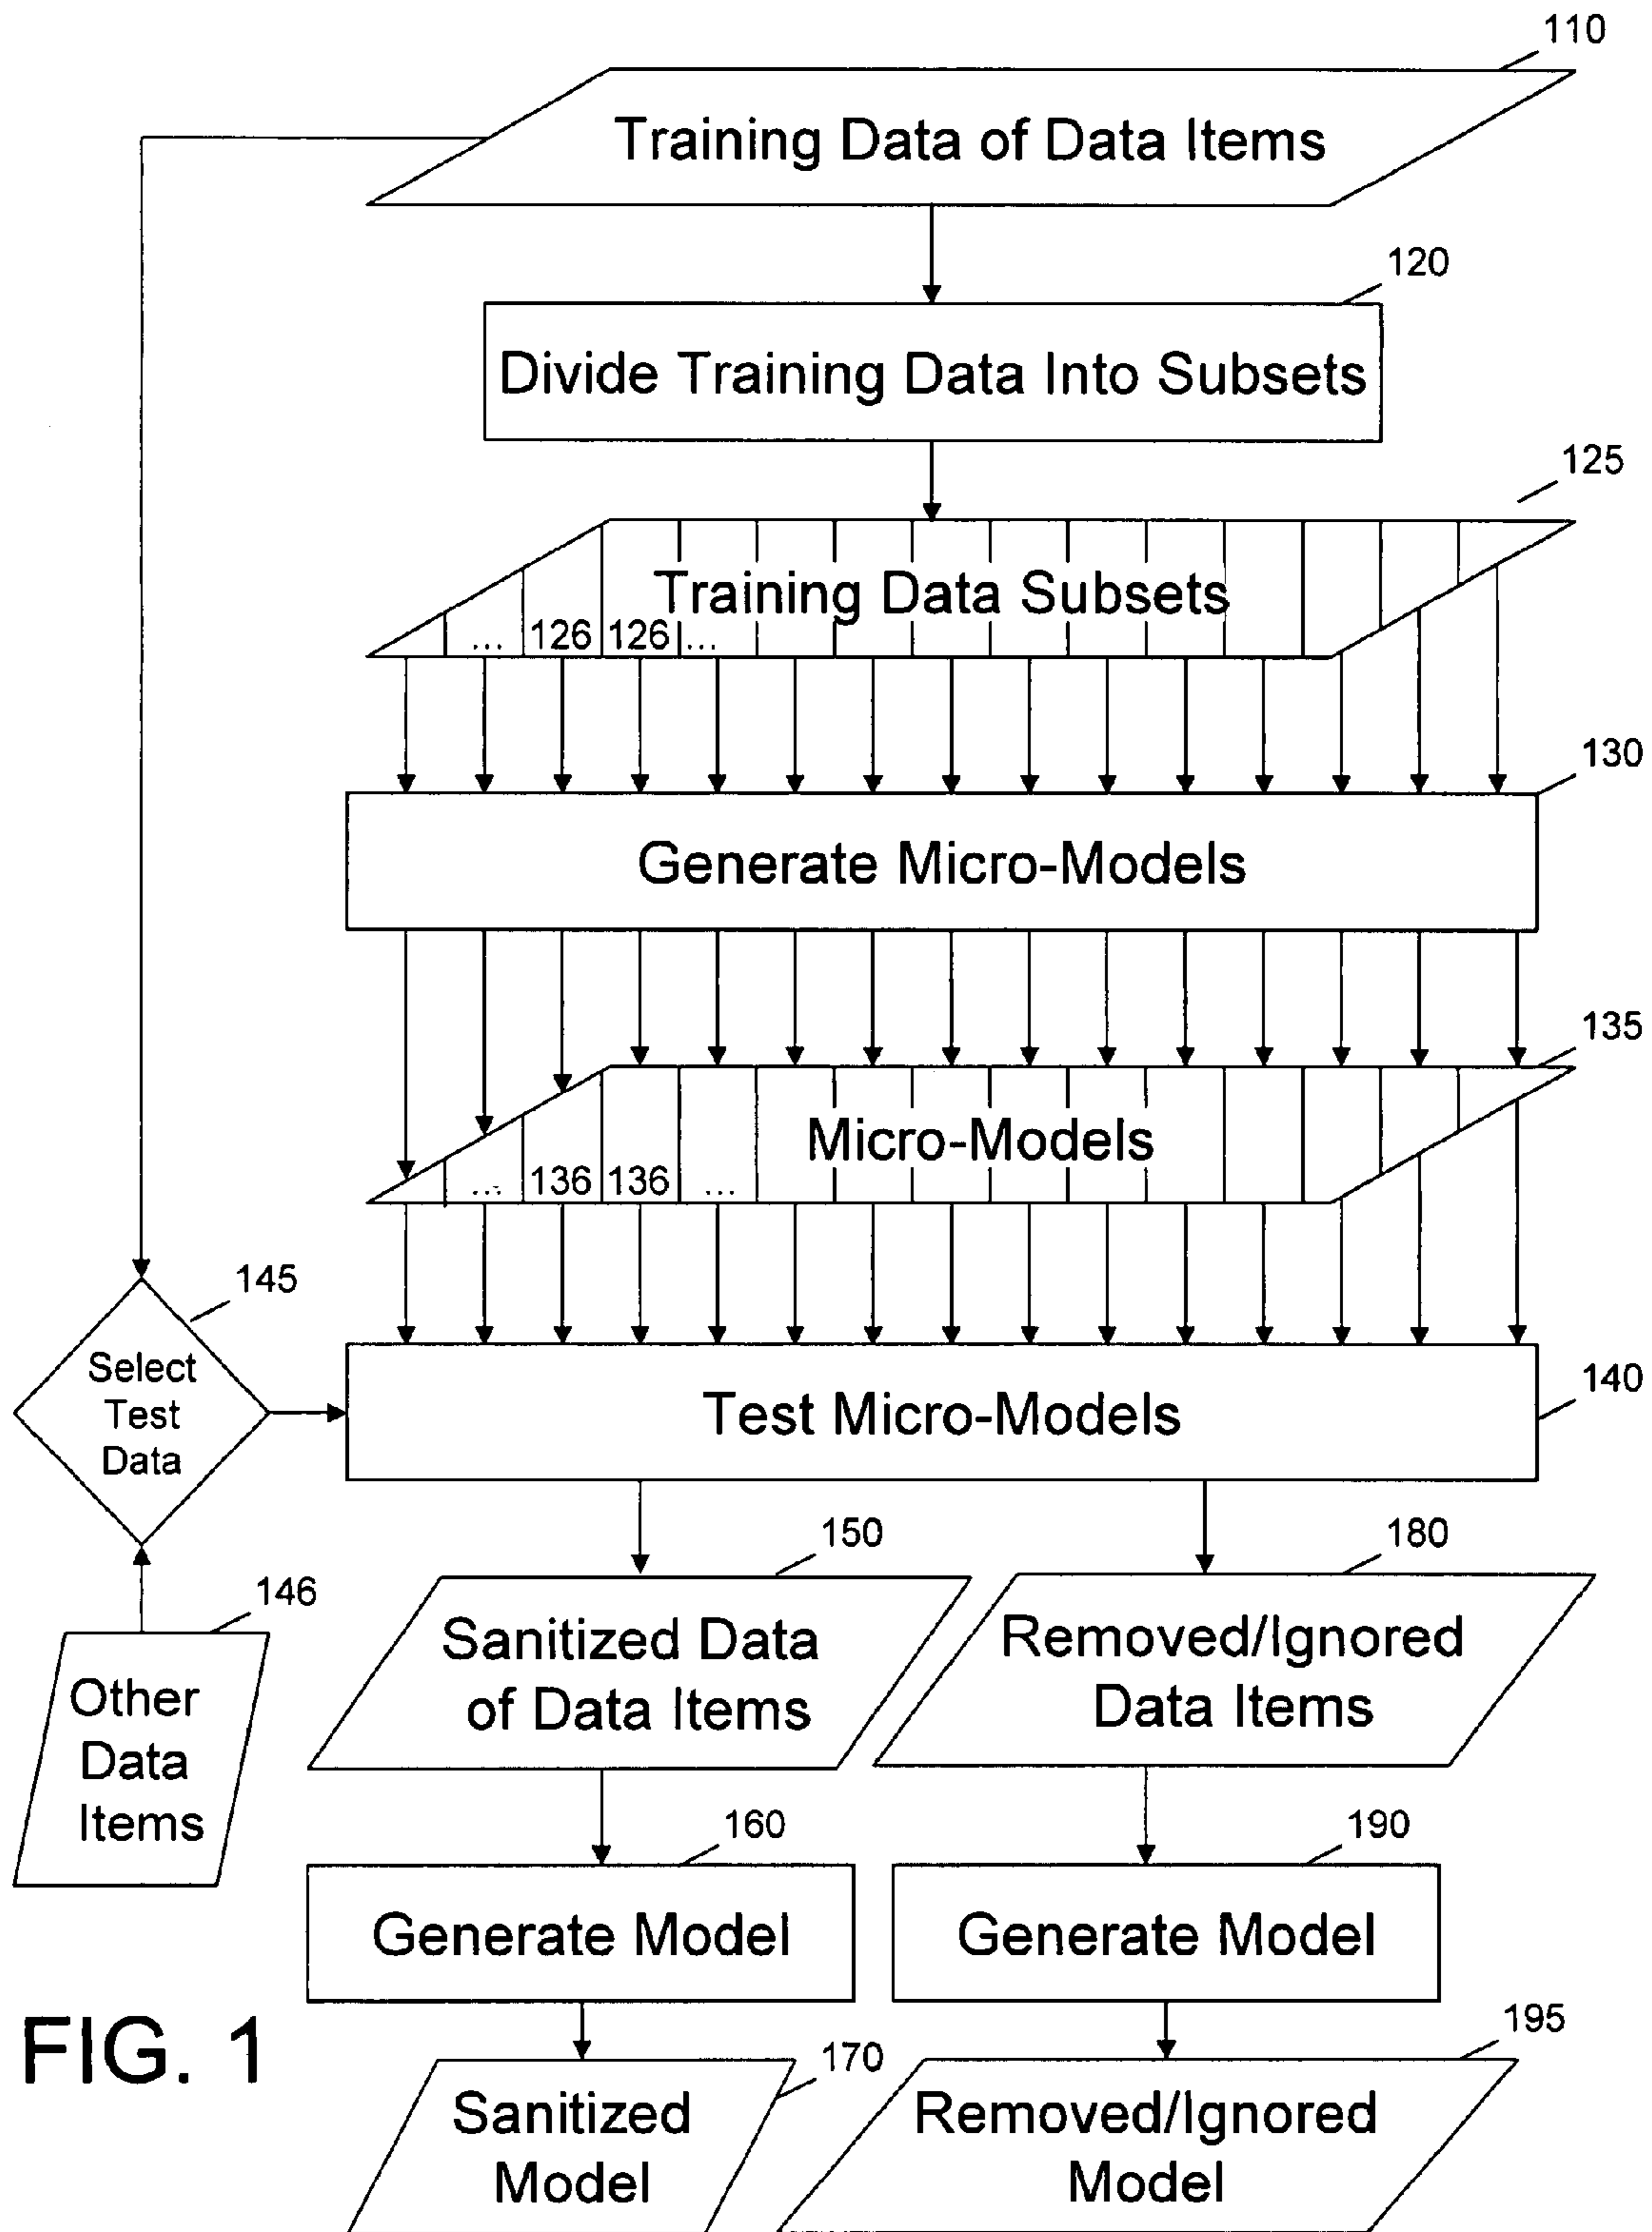 110
Training Data of Data Items
120
Divide Training Data Into Subsets
125
Training Data Subsets
... 126 126 ...
130
Generate Micro-Models
135
Micro-Models
... 136 136 ...
145
Select
Test
Data
140
Test Micro-Models
150
180
146
Sanitized Data
of Data Items
Removed/Ignored
Data Items
Other
Data
Items
160
190
Generate Model
Generate Model
FIG. 1
170
195
Sanitized
Model
Removed/Ignored
Model